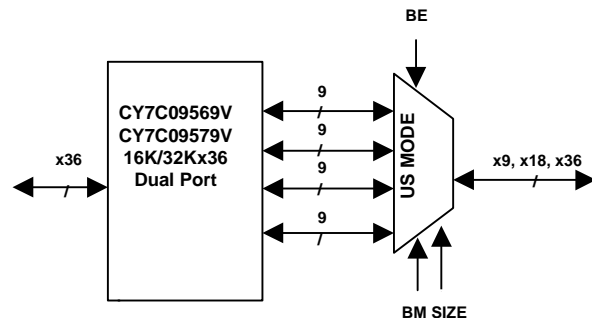 BE
CY7C09569V
CY7C09579V
16K/32Kx36
Dual Port
x36
9
9
9
9
US MODE
x9, x18, x36
BM SIZE